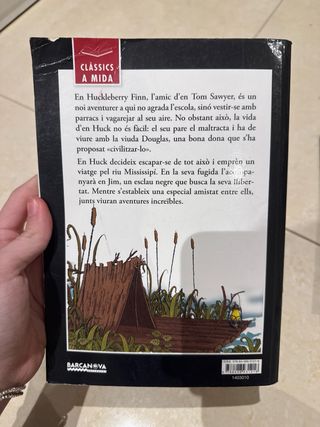 CLÀSSICS
A MIDA
En Huckleberry Finn, l'amic d'en Tom Sawyer, és un
noi aventurer a qui no agrada l'escola, sinó vestir-se amb
parracs i vagarejar al seu aire. No obstant això, la vida
d'en Huck no és fàcil: el seu pare el maltracta i ha de
viure amb la viuda Douglas, una bona dona que s'ha
proposat «civilitzar-lo».
En Huck decideix escapar-se de tot això i emprèn un
viatge pel riu Mississipí. En la seva fugida l'acompa-
nyarà en Jim, un esclau negre que busca la seva lliber-
tat. Mentre s'estableix una especial amistat entre ells,
junts viuran aventures increïbles.
BARCANOVA
1403010